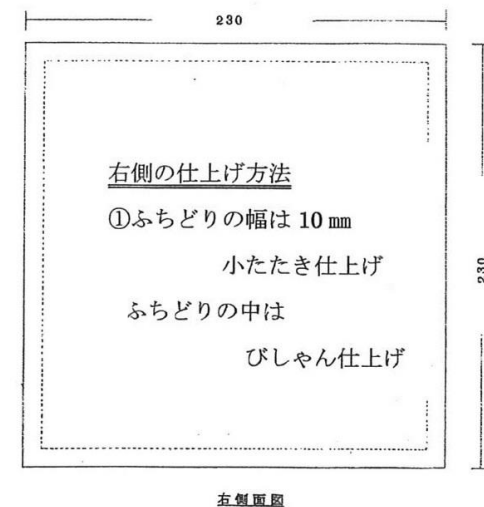 230
右側の仕上げ方法
①ふちどりの幅は 10 ㎜
小たたき仕上げ
ふちどりの中は
びしゃん仕上げ
230
右側面図